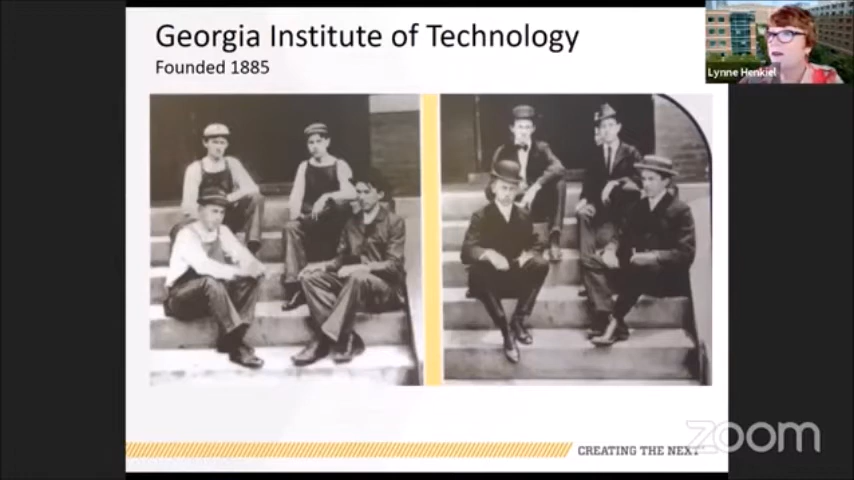 Georgia Institute of Technology
Founded 1885
Lynne Henkiel
CREATING THE NEXT
zoom